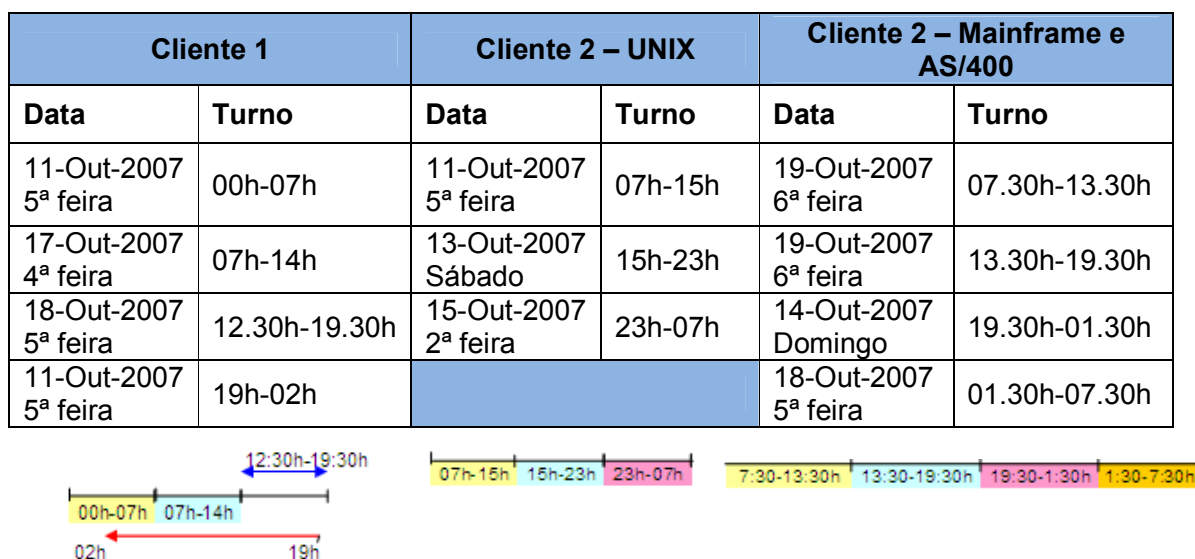 Cliente 1
Cliente 2 – UNIX
Cliente 2 – Mainframe e
AS/400
Data Turno Data Turno Data Turno
11-Out-2007
5ª feira
00h-07h
11-Out-2007
5ª feira
07h-15h
19-Out-2007
6ª feira
07.30h-13.30h
17-Out-2007
4ª feira
07h-14h
13-Out-2007
Sábado
15h-23h
19-Out-2007
6ª feira
13.30h-19.30h
18-Out-2007
5ª feira
12.30h-19.30h
15-Out-2007
2ª feira
23h-07h
14-Out-2007
Domingo
19.30h-01.30h
11-Out-2007
5ª feira
19h-02h
18-Out-2007
5ª feira
01.30h-07.30h
12:30h-19:30h
00h-07h 07h-14h
02h 19h
07h-15h 15h-23h 23h-07h
7:30-13:30h 13:30-19:30h 19:30-1:30h 1:30-7:30h